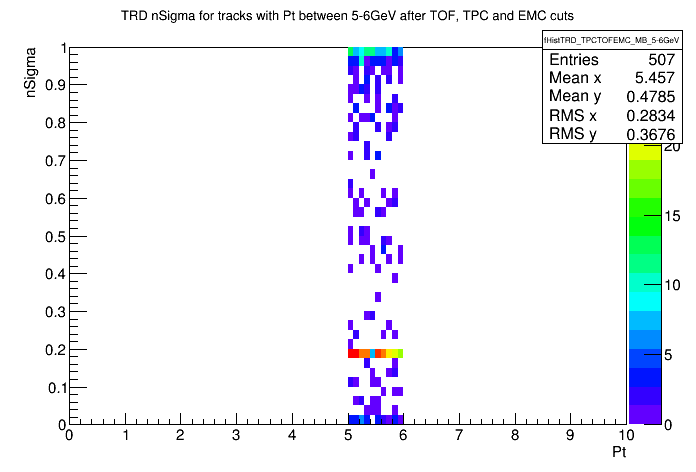 TRD nSigma for tracks with Pt between 5-6GeV after TOF, TPC and EMC cuts
fHistTRD_TPCTOFEMC_MB_5-6GeV
Entries 507
Mean x 5.457
Mean y 0.4785
RMS x 0.2834
RMS y 0.3676
nSigma
1
0.9
0.8
0.7
0.6
0.5
0.4
0.3
0.2
0.1
0
0 1 2 3 4 5 6 7 8 9 10
Pt
20
15
10
5
0